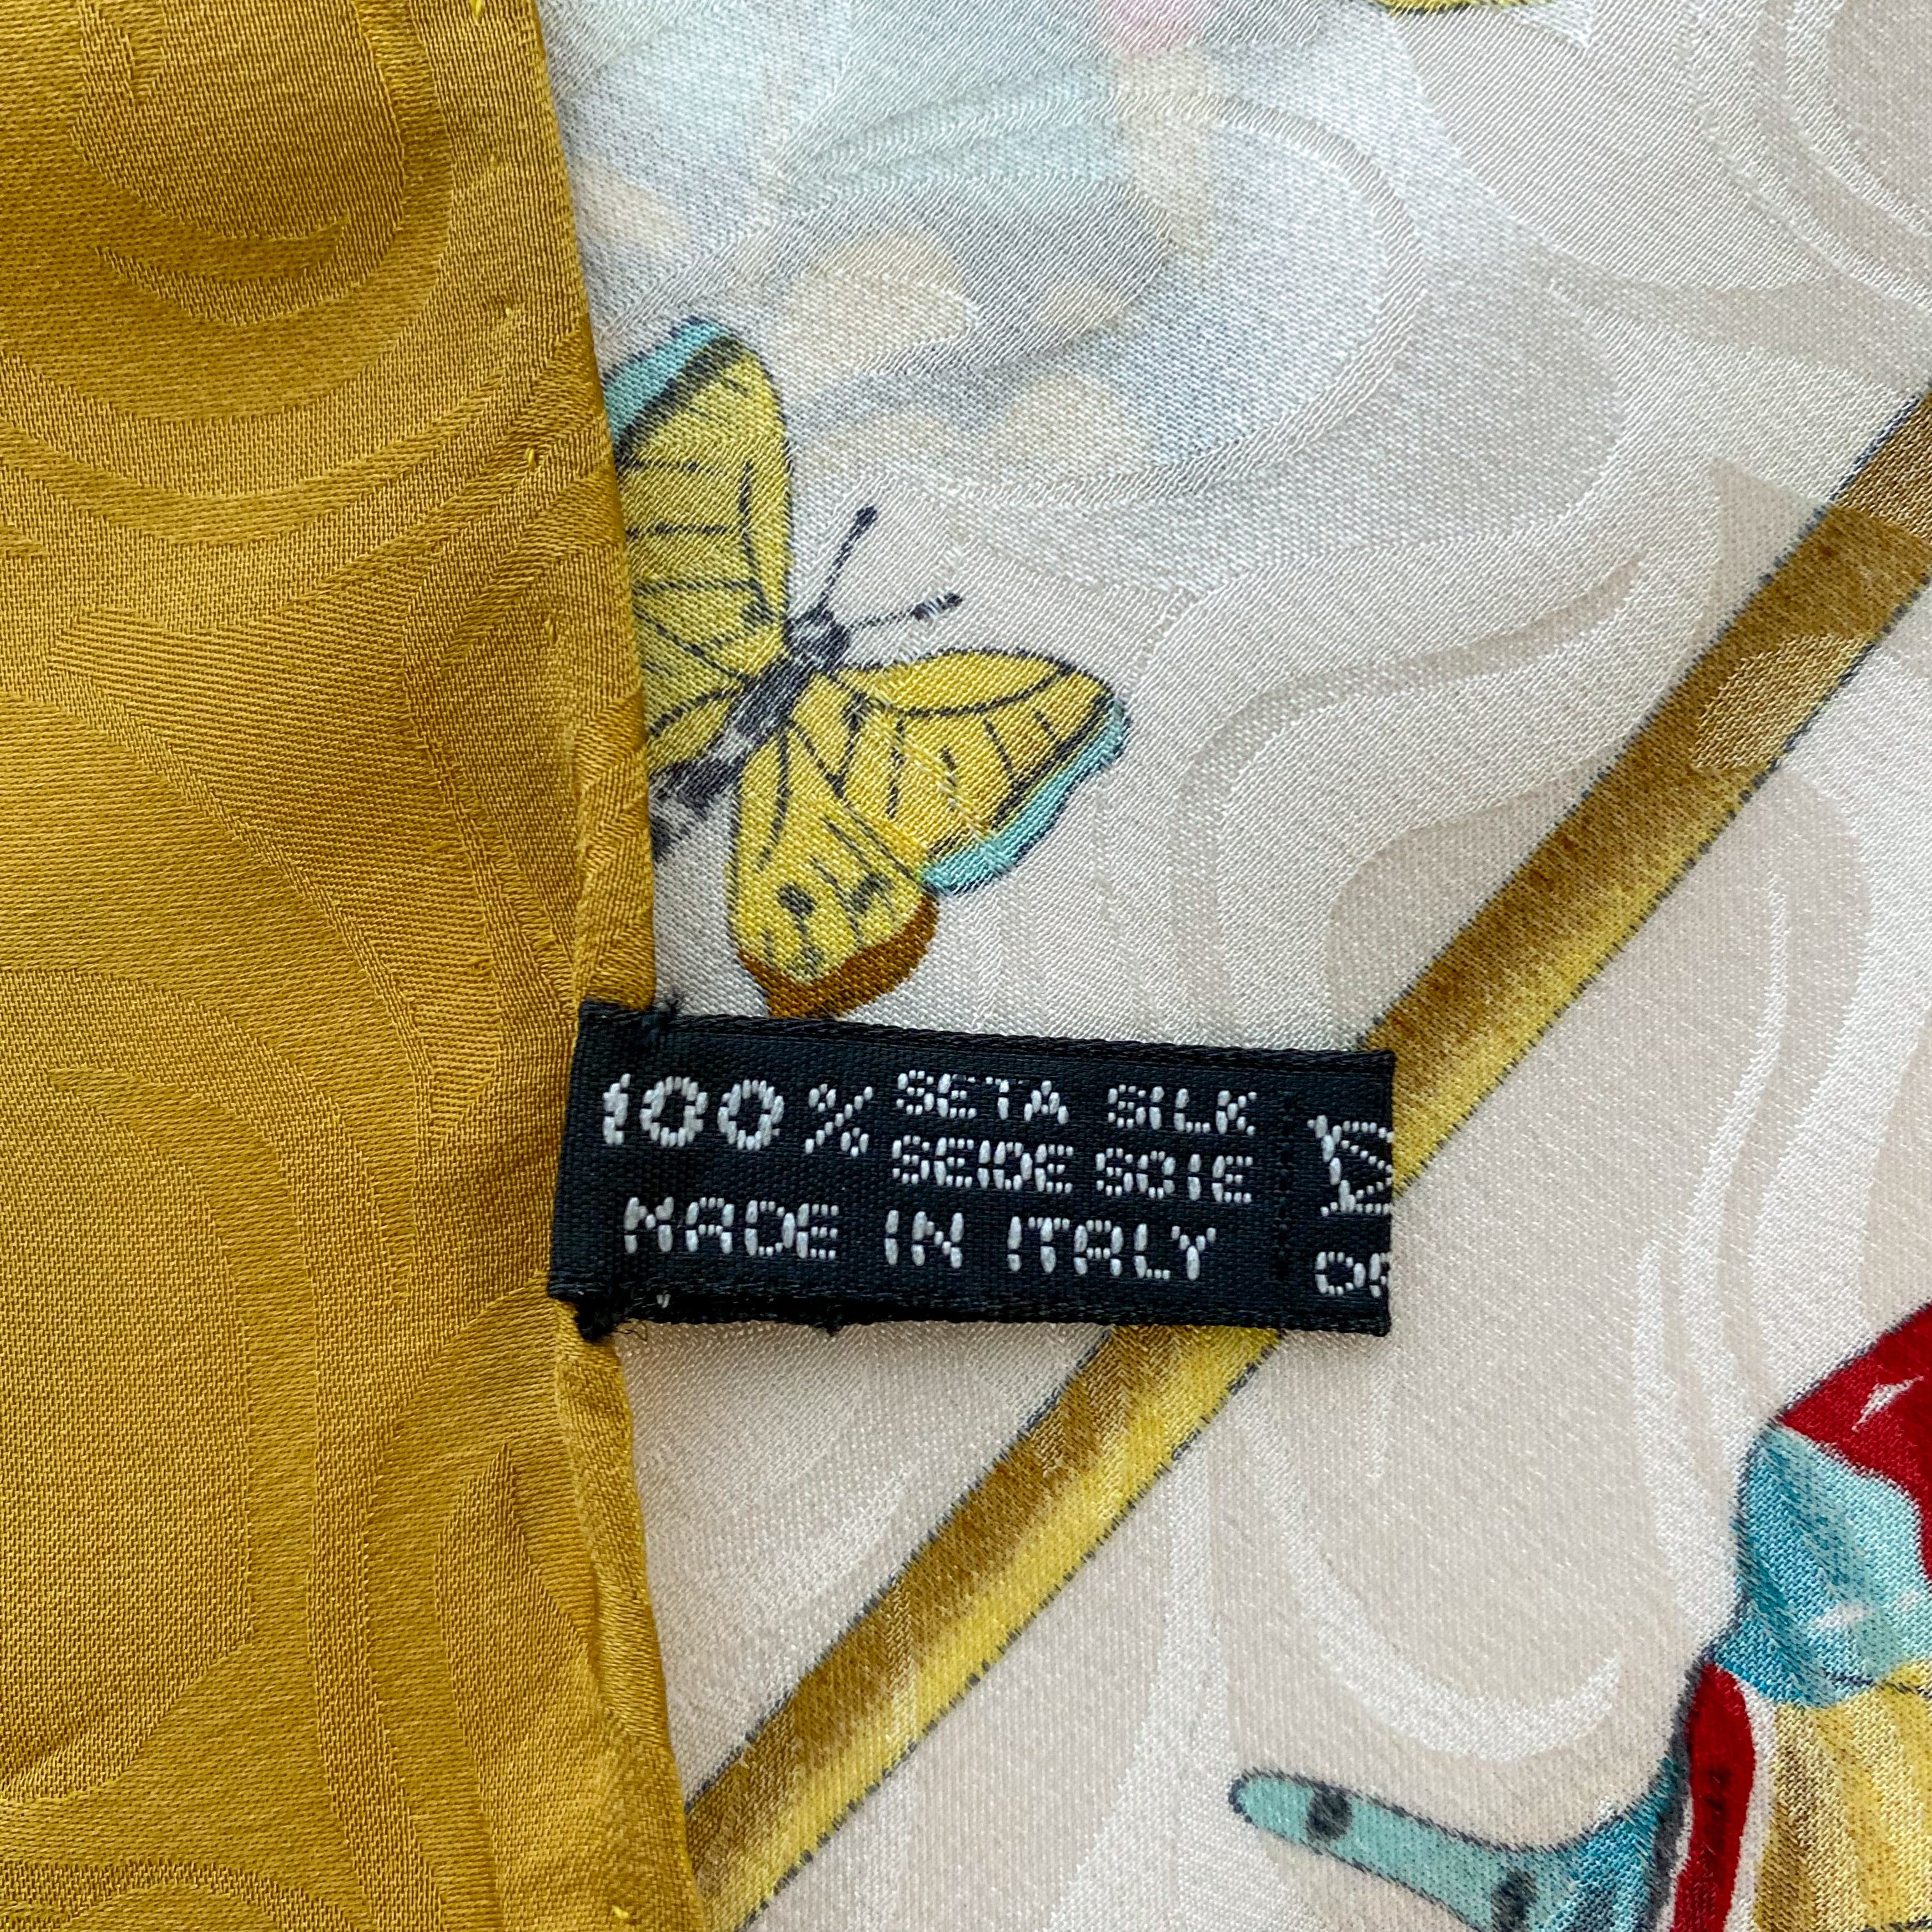 100% SETA SILK
SEIDE SOIE
MADE IN ITALY